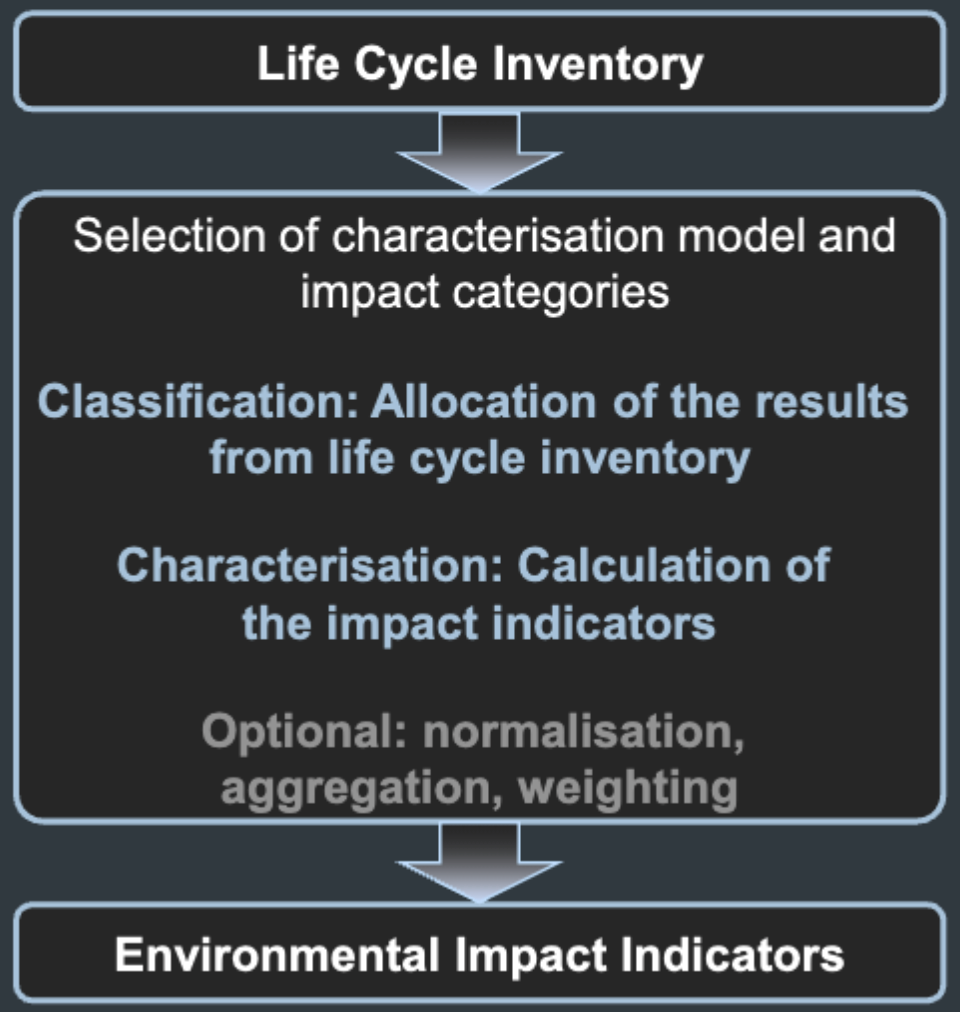 Life Cycle Inventory
Selection of characterisation model and
impact categories
Classification: Allocation of the results
from life cycle inventory
Characterisation: Calculation of
the impact indicators
Optional: normalisation,
aggregation, weighting
Environmental Impact Indicators